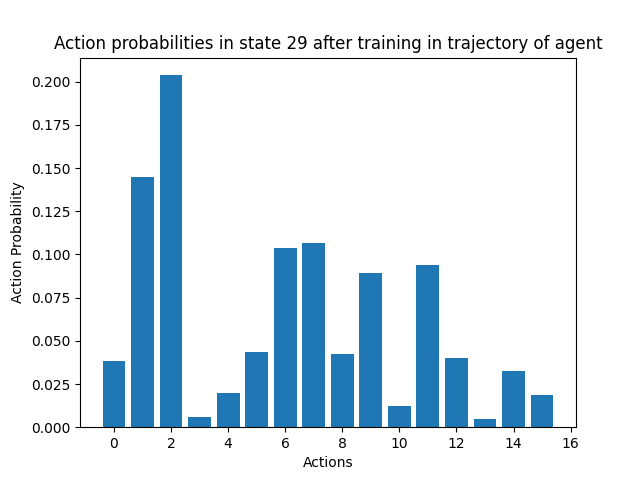 Action probabilities in state 29 after training in trajectory of agent
0.200
0.175
0.150
0.125
0.100
0.075
0.050
0.025
0.000
Action Probability
0 2 4 6 8 10 12 14 16
Actions